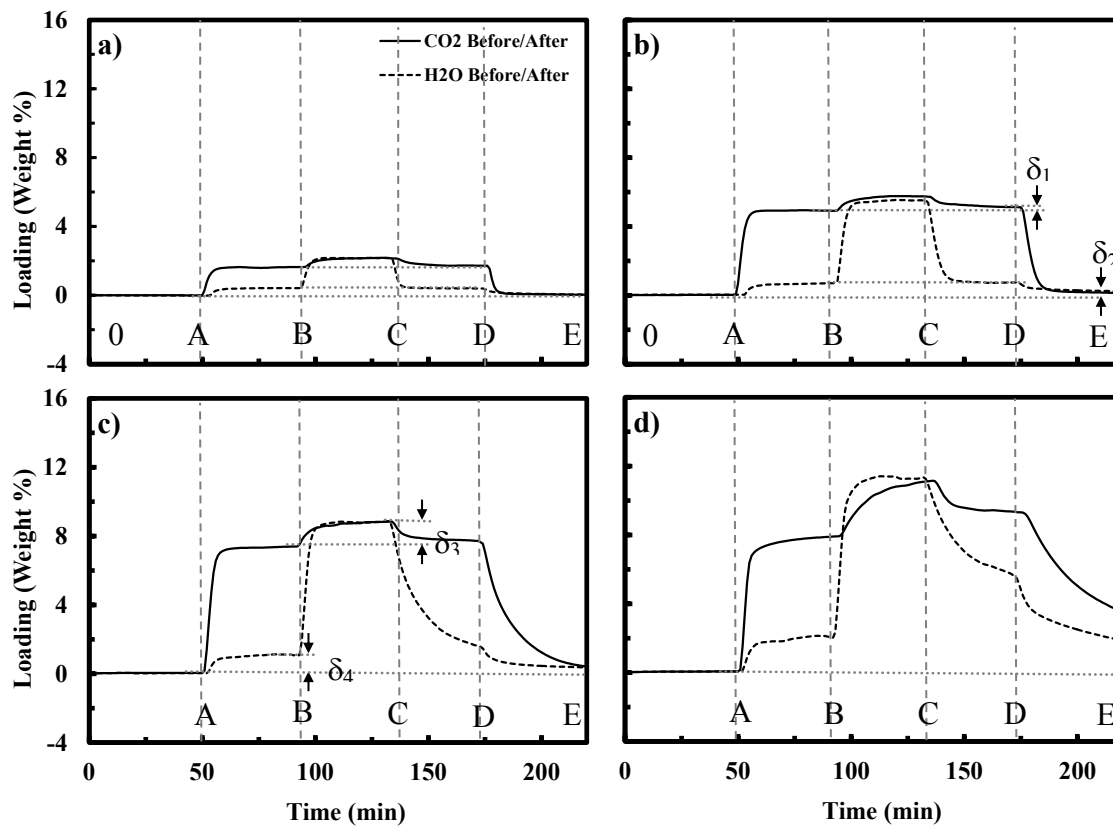 16
12
8
4
0
-4
Loading (Weight %)
a)
CO2 Before/After
H2O Before/After
0 A B C D E
b)
δ1
δ2
0 A B C D E
16
12
8
4
0
-4
Loading (Weight %)
c)
δ3
δ4
A B C D E
0 50 100 150 200
Time (min)
d)
A B C D E
0 50 100 150 200
Time (min)